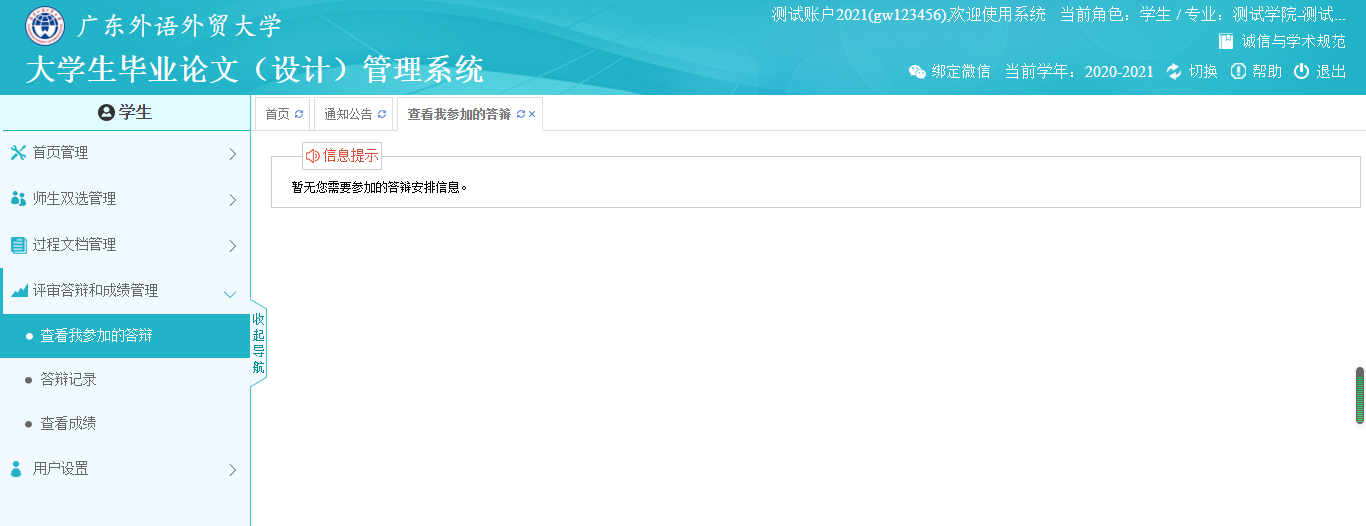 广东外语外贸大学
大学生毕业论文（设计）管理系统
测试账户2021(gw123456),欢迎使用系统 当前角色：学生 / 专业：测试学院-测试...
诚信与学术规范
绑定微信 当前学年：2020-2021 切换 帮助 退出
学生
首页管理
师生双选管理
过程文档管理
评审答辩和成绩管理
查看我参加的答辩
答辩记录
查看成绩
用户设置
收起导航
首页 通知公告 查看我参加的答辩
信息提示
暂无您需要参加的答辩安排信息。